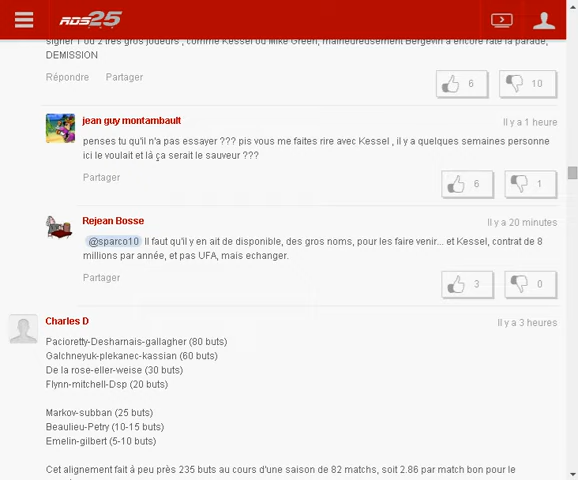 RDS25
signer 1 ou 2 très gros joueurs , comme Kessel ou Mike Green, malheureusement Bergevin a encore raté la parade,
DEMISSION
Répondre Partager
6 10
jean guy montambault Il y a 1 heure
penses tu qu'il n'a pas essayer ??? pis vous me faites rire avec Kessel , il y a quelques semaines personne
ici le voulait et là ça serait le sauveur ???
Partager
6 1
Rejean Bosse Il y a 20 minutes
@sparco10 Il faut qu'il y en ait de disponible, des gros noms, pour les faire venir... et Kessel, contrat de 8
millions par année, et pas UFA, mais echanger.
Partager
3 0
Charles D Il y a 3 heures
Pacioretty-Desharnais-gallagher (80 buts)
Galchneyuk-plekanec-kassian (60 buts)
De la rose-eller-weise (30 buts)
Flynn-mitchell-Dsp (20 buts)
Markov-subban (25 buts)
Beaulieu-Petry (10-15 buts)
Emelin-gilbert (5-10 buts)
Cet alignement fait à peu près 235 buts au cours d'une saison de 82 matchs, soit 2.86 par match bon pour le